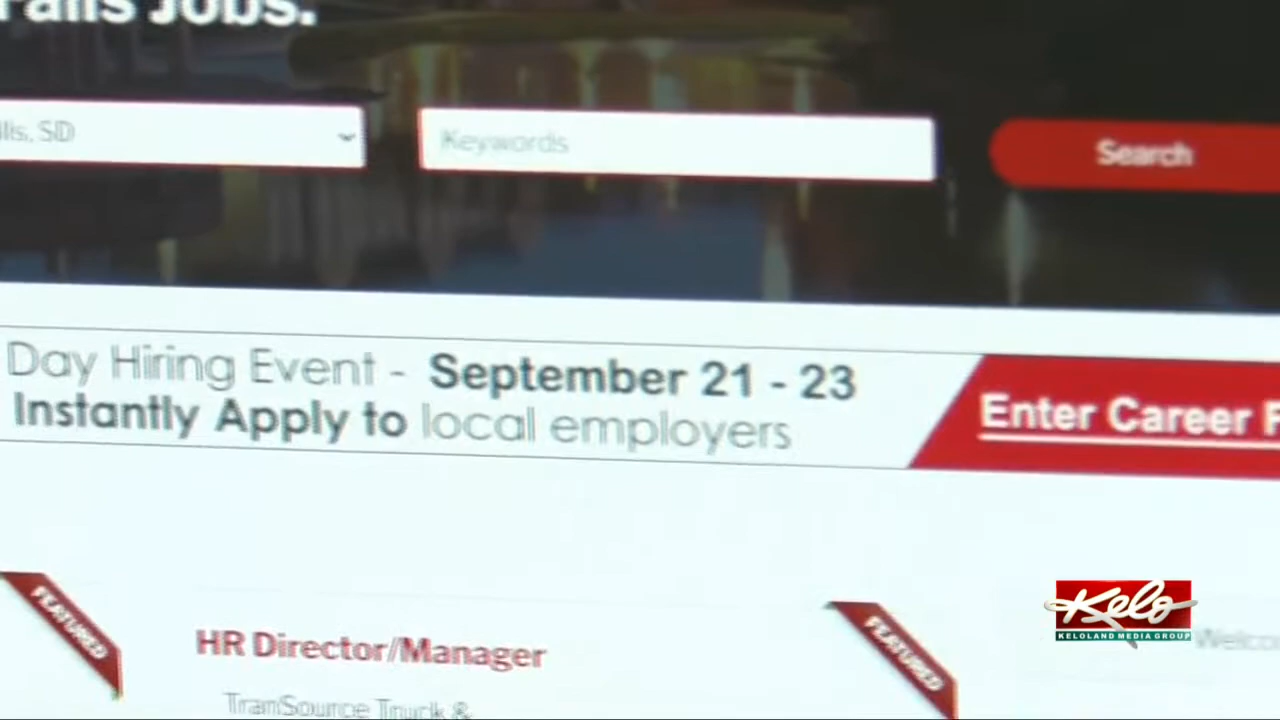 Falls Jobs.
lls, SD
Keywords
Search
Day Hiring Event - September 21 - 23
Instantly Apply to local employers
Enter Career F
FEATURED
HR Director/Manager
TranSource Truck &
FEATURED
Kelo
KELOLAND MEDIA GROUP
Welco